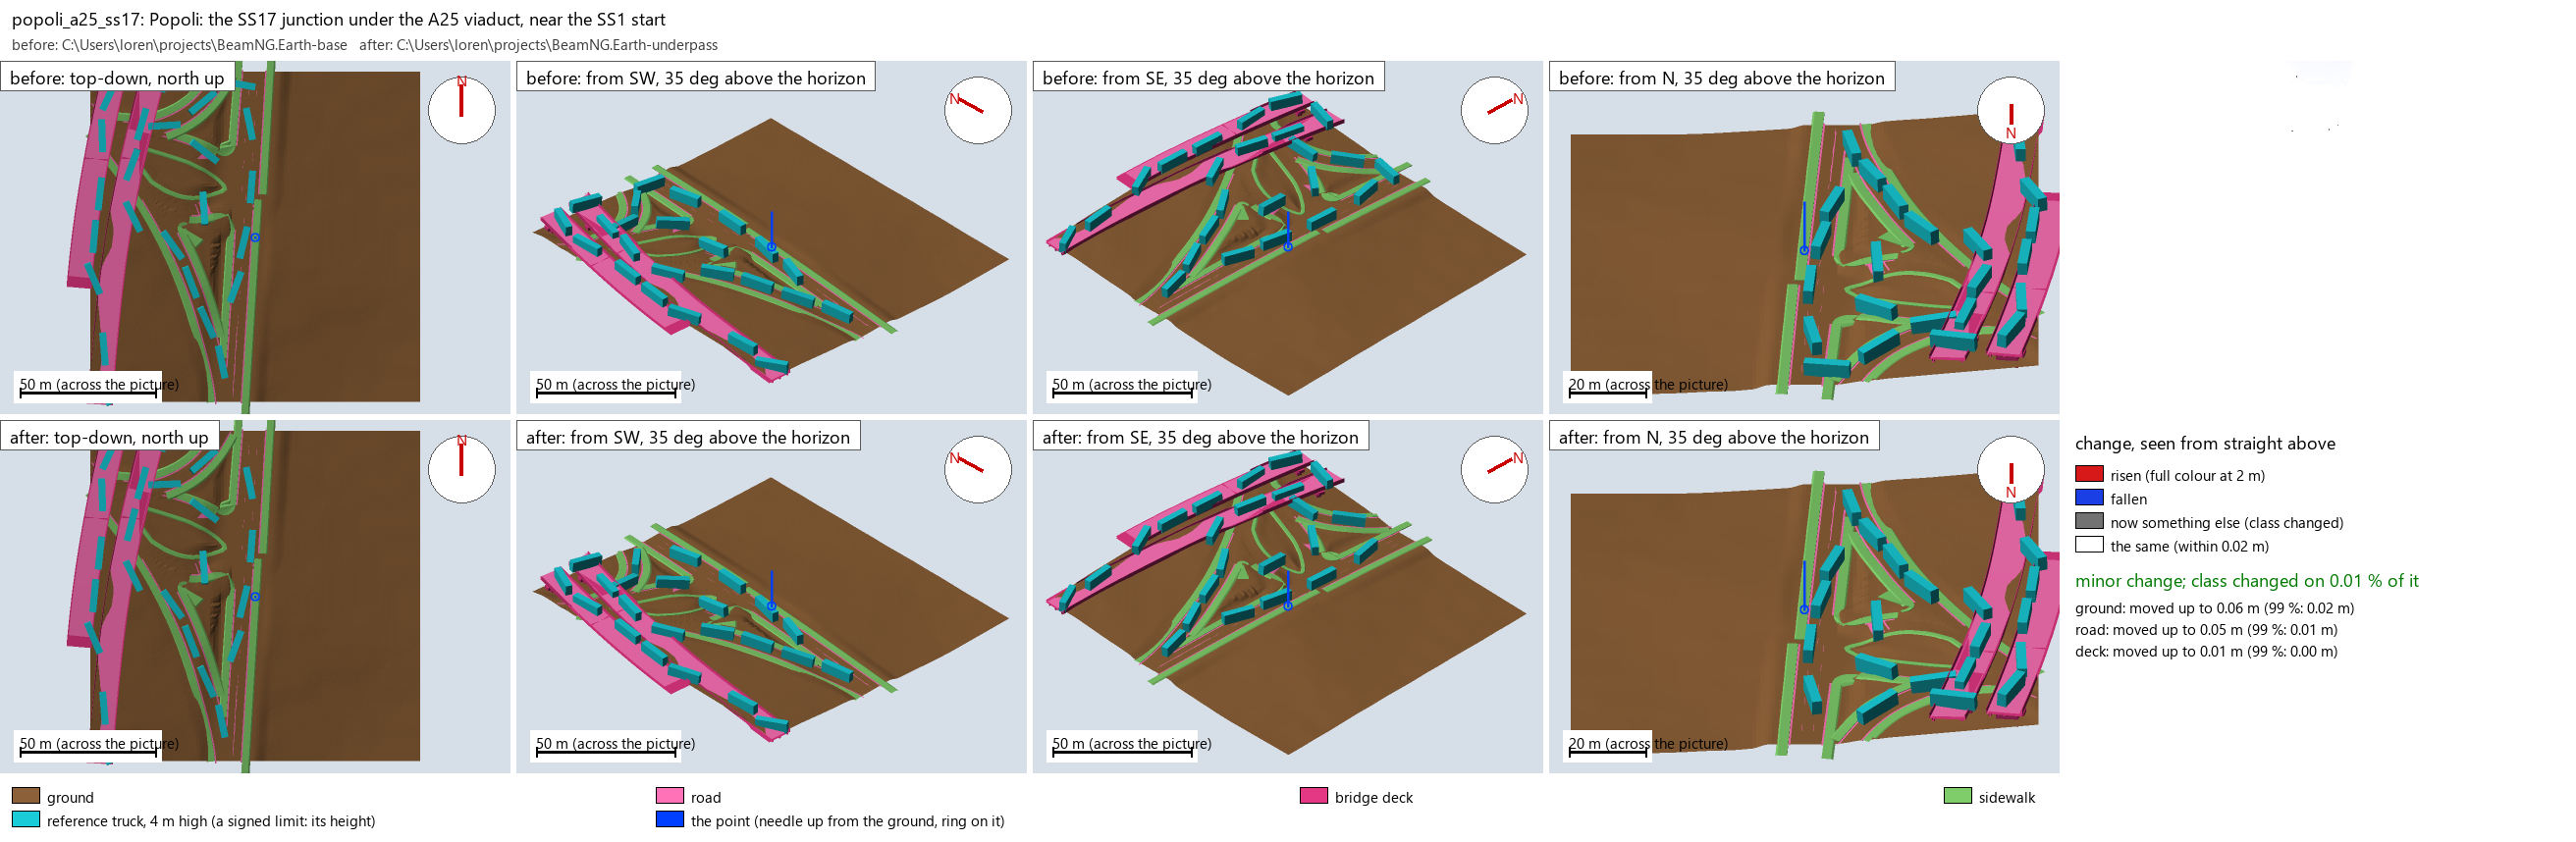 popoli_a25_ss17: Popoli: the SS17 junction under the A25 viaduct, near the SS1 start
before: C:\Users\loren\projects\BeamNG.Earth-base   after: C:\Users\loren\projects\BeamNG.Earth-underpass
before: top-down, north up
N
50 m (across the picture)
before: from SW, 35 deg above the horizon
N
50 m (across the picture)
before: from SE, 35 deg above the horizon
N
50 m (across the picture)
before: from N, 35 deg above the horizon
N
20 m (across the picture)
after: top-down, north up
N
50 m (across the picture)
after: from SW, 35 deg above the horizon
N
50 m (across the picture)
after: from SE, 35 deg above the horizon
N
50 m (across the picture)
after: from N, 35 deg above the horizon
N
20 m (across the picture)
change, seen from straight above
risen (full colour at 2 m)
fallen
now something else (class changed)
the same (within 0.02 m)
minor change; class changed on 0.01 % of it
ground: moved up to 0.06 m (99 %: 0.02 m)
road: moved up to 0.05 m (99 %: 0.01 m)
deck: moved up to 0.01 m (99 %: 0.00 m)
ground
road
bridge deck
sidewalk
reference truck, 4 m high (a signed limit: its height)
the point (needle up from the ground, ring on it)